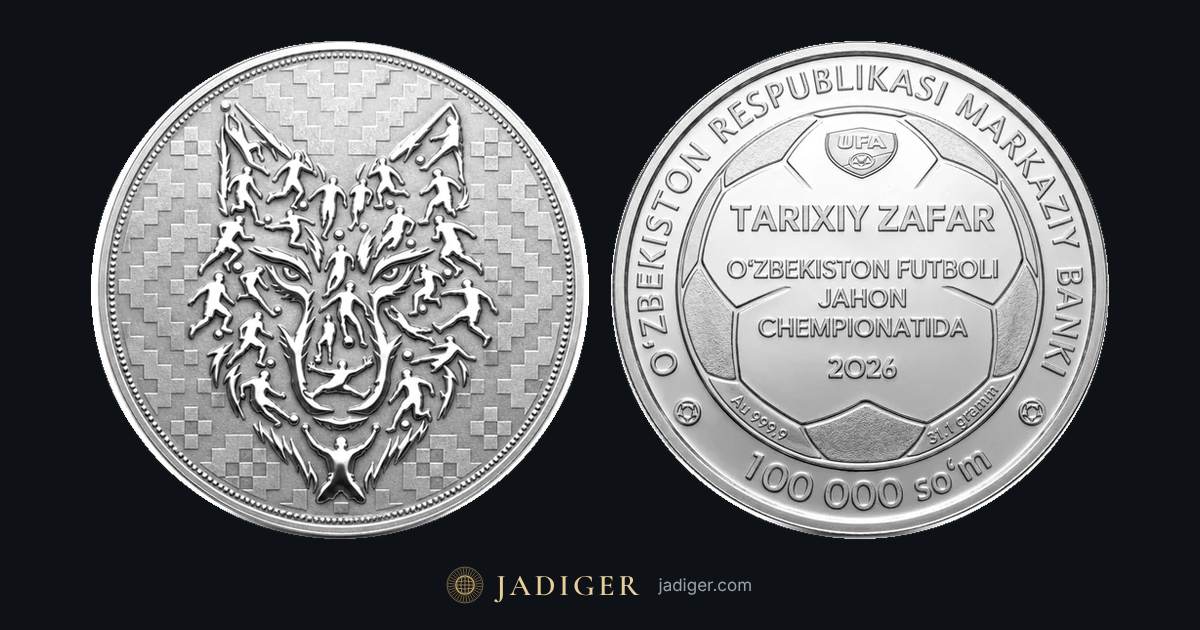 O‘ZBEKISTON RESPUBLIKASI MARKAZIY BANKI
UFA
TARIXIY ZAFAR
O‘ZBEKISTON FUTBOLI
JAHON
CHEMPIONATIDA
2026
Au 999,9
31.1 gramm
100 000 so‘m
JADIGER
jadiger.com